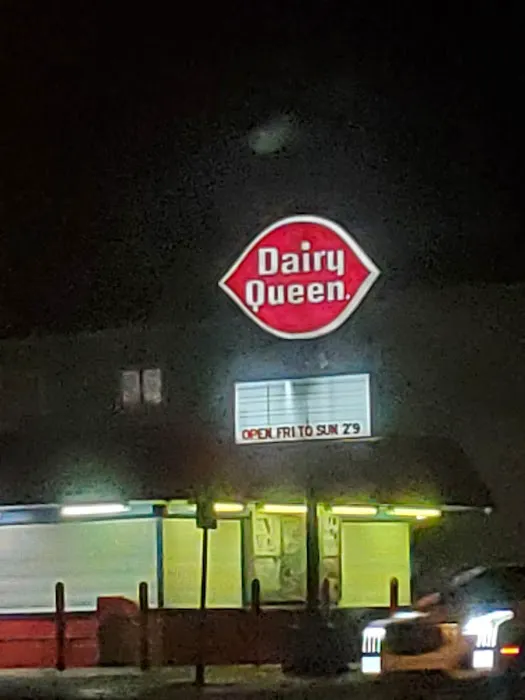 Dairy
Queen.
OPEN FRI TO SUN 2'9